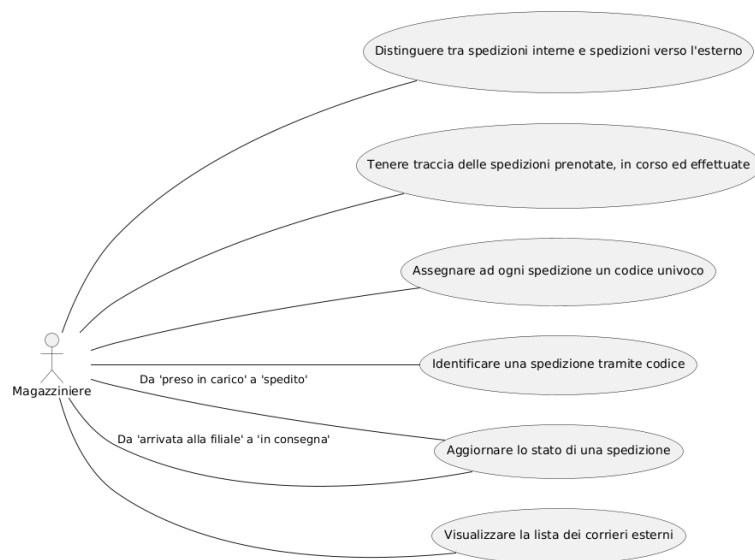 Distinguere tra spedizioni interne e spedizioni verso l'esterno
Tenere traccia delle spedizioni prenotate, in corso ed effettuate
Assegnare ad ogni spedizione un codice univoco
Identificare una spedizione tramite codice
Magazziniere
Da 'preso in carico' a 'spedito'
Da 'arrivata alla filiale' a 'in consegna'
Aggiornare lo stato di una spedizione
Visualizzare la lista dei corrieri esterni